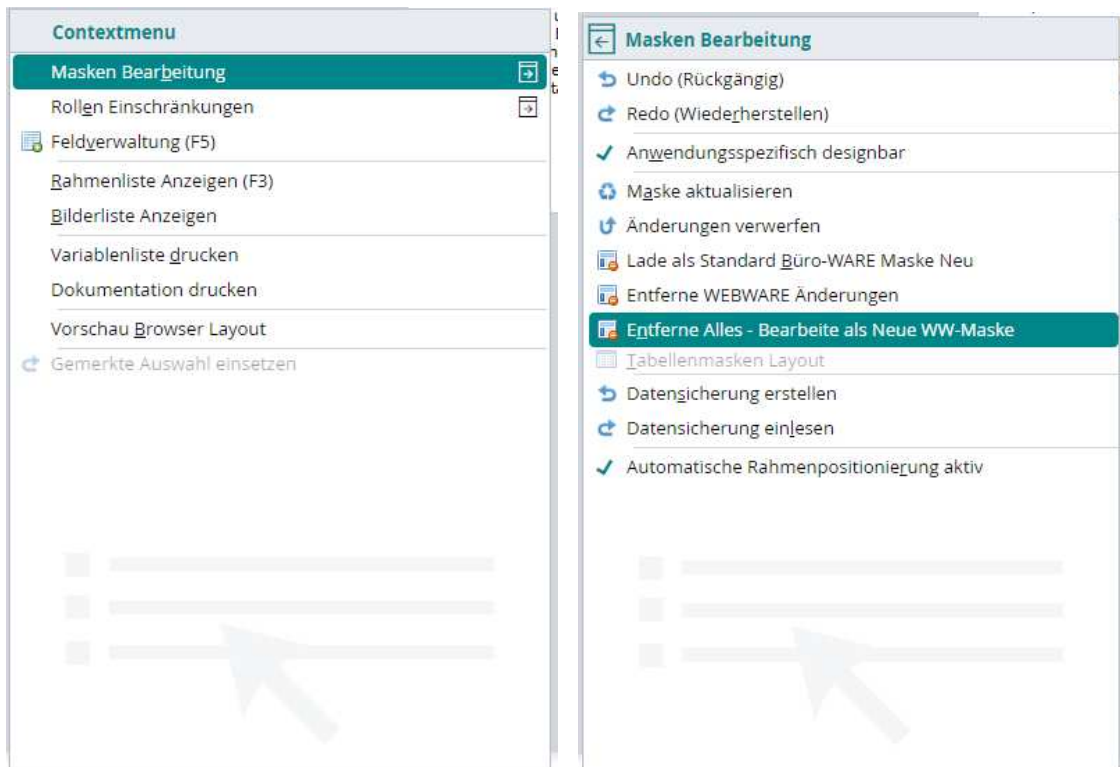 Contextmenu
Masken Bearbeitung
Rollen Einschränkungen
Feldverwaltung (F5)
Rahmenliste Anzeigen (F3)
Bilderliste Anzeigen
Variablenliste drucken
Dokumentation drucken
Vorschau Browser Layout
Gemerkte Auswahl einsetzen
Masken Bearbeitung
Undo (Rückgängig)
Redo (Wiederherstellen)
Anwendungsspezifisch designbar
Maske aktualisieren
Änderungen verwerfen
Lade als Standard Büro-WARE Maske Neu
Entferne WEBWARE Änderungen
Entferne Alles - Bearbeite als Neue WW-Maske
Tabellenmasken Layout
Datensicherung erstellen
Datensicherung einlesen
Automatische Rahmenpositionierung aktiv